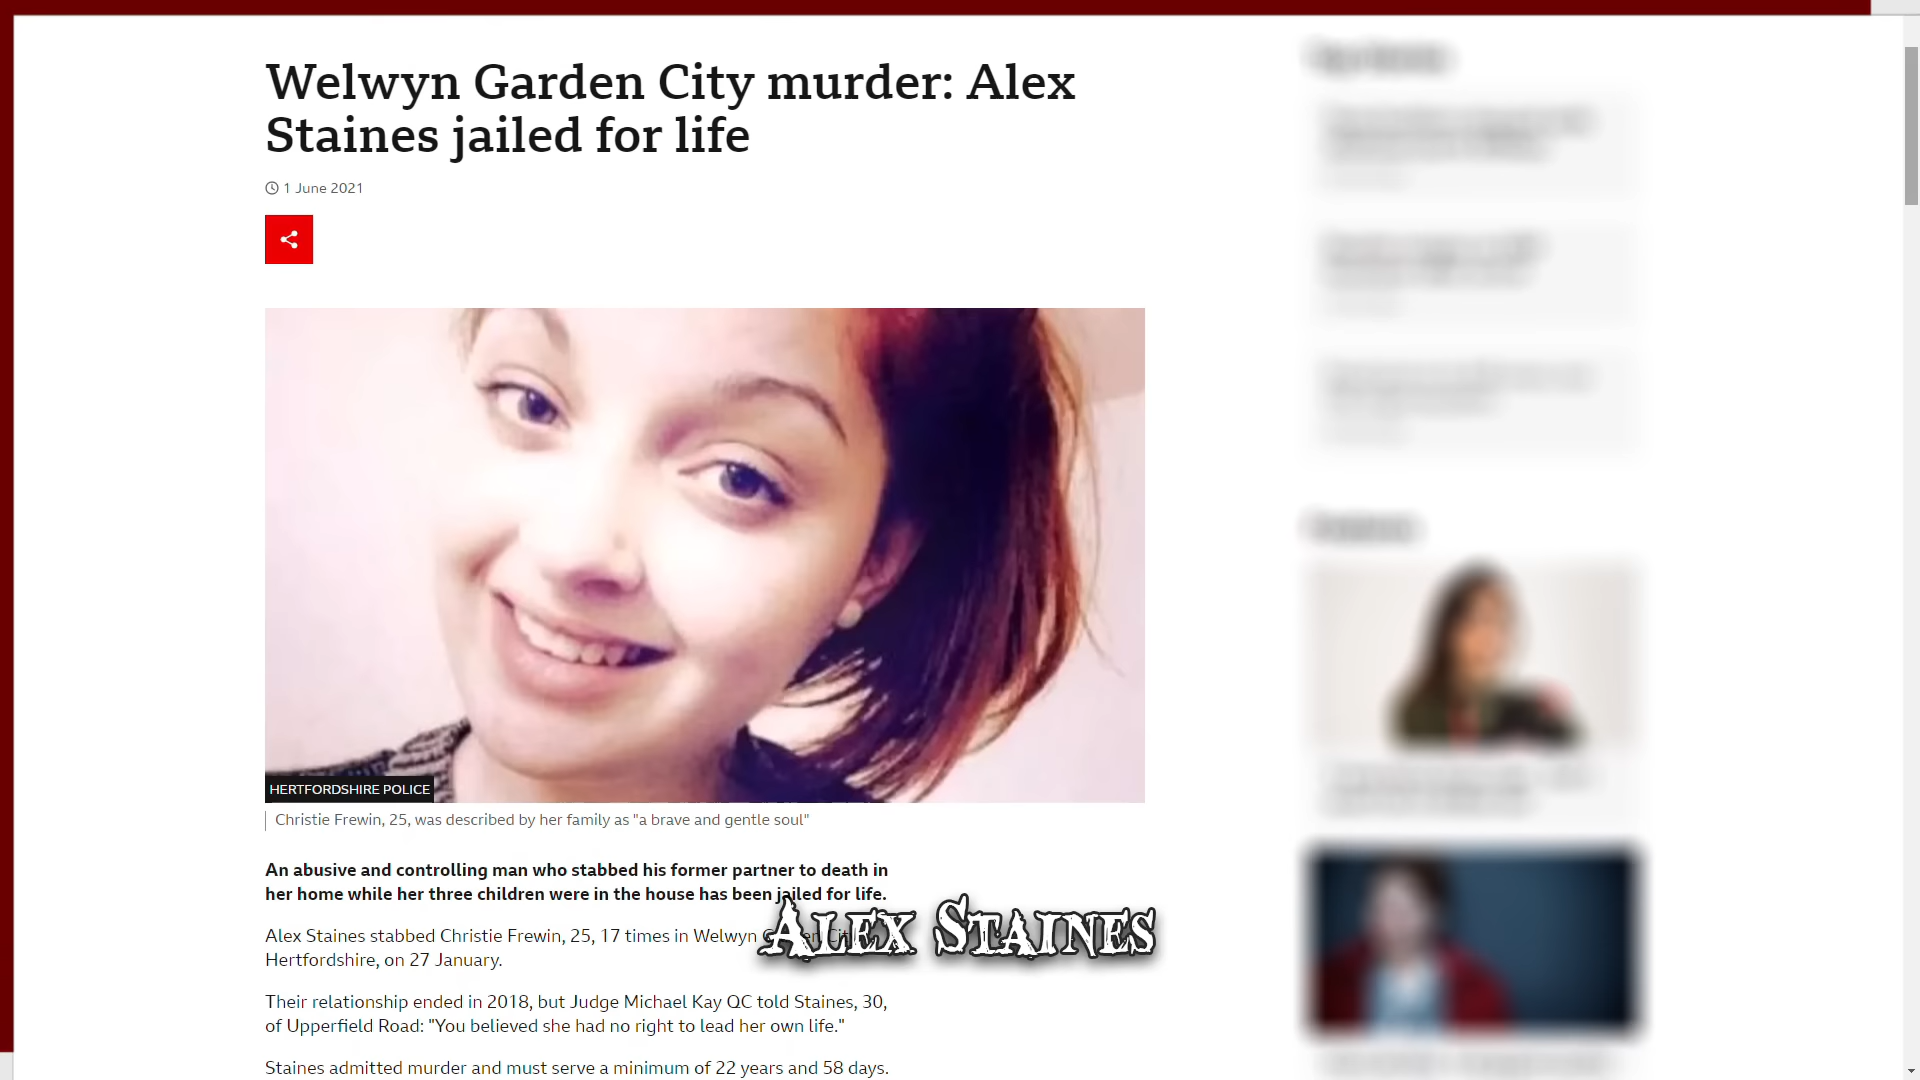 Welwyn Garden City murder: Alex
Staines jailed for life
1 June 2021
HERTFORDSHIRE POLICE
Christie Frewin, 25, was described by her family as "a brave and gentle soul"
An abusive and controlling man who stabbed his former partner to death in
her home while her three children were in the house has been jailed for life.
Alex Staines stabbed Christie Frewin, 25, 17 times in Welwyn Garden City,
Hertfordshire, on 27 January.
ALEX STAINES
Their relationship ended in 2018, but Judge Michael Kay QC told Staines, 30,
of Upperfield Road: "You believed she had no right to lead her own life."
Staines admitted murder and must serve a minimum of 22 years and 58 days.